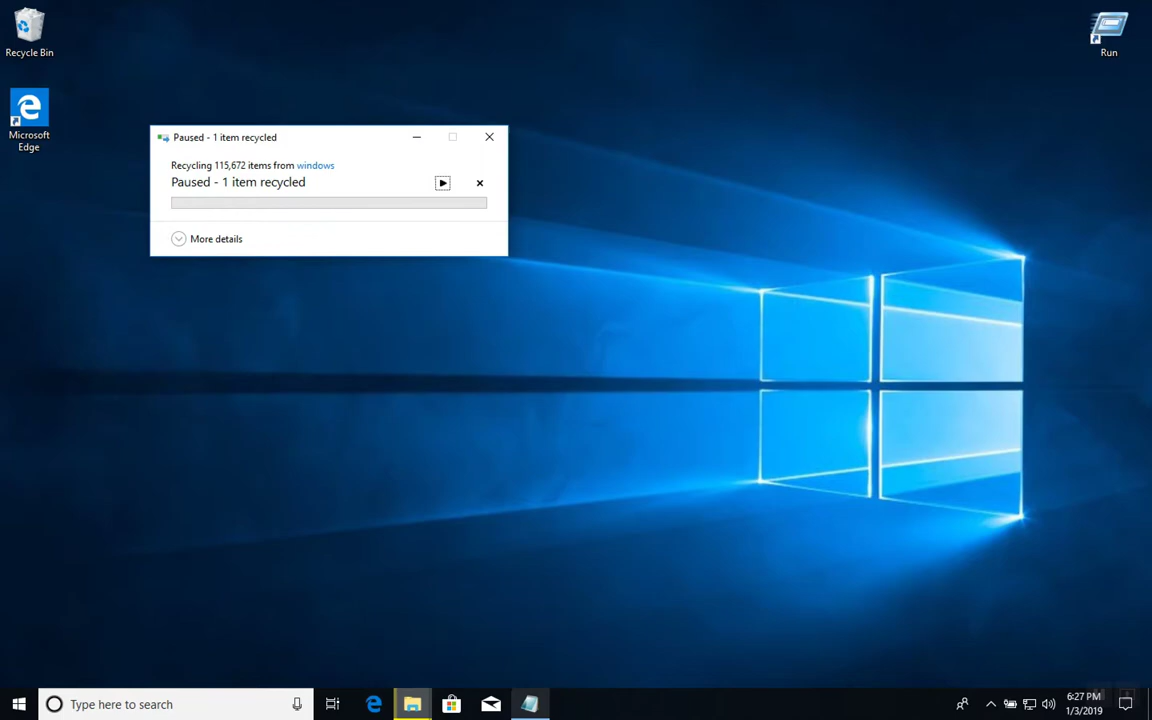 Recycle Bin
Run
Microsoft
Edge
Paused - 1 item recycled
Recycling 115,672 items from windows
Paused - 1 item recycled
More details
Type here to search
6:27 PM
1/3/2019